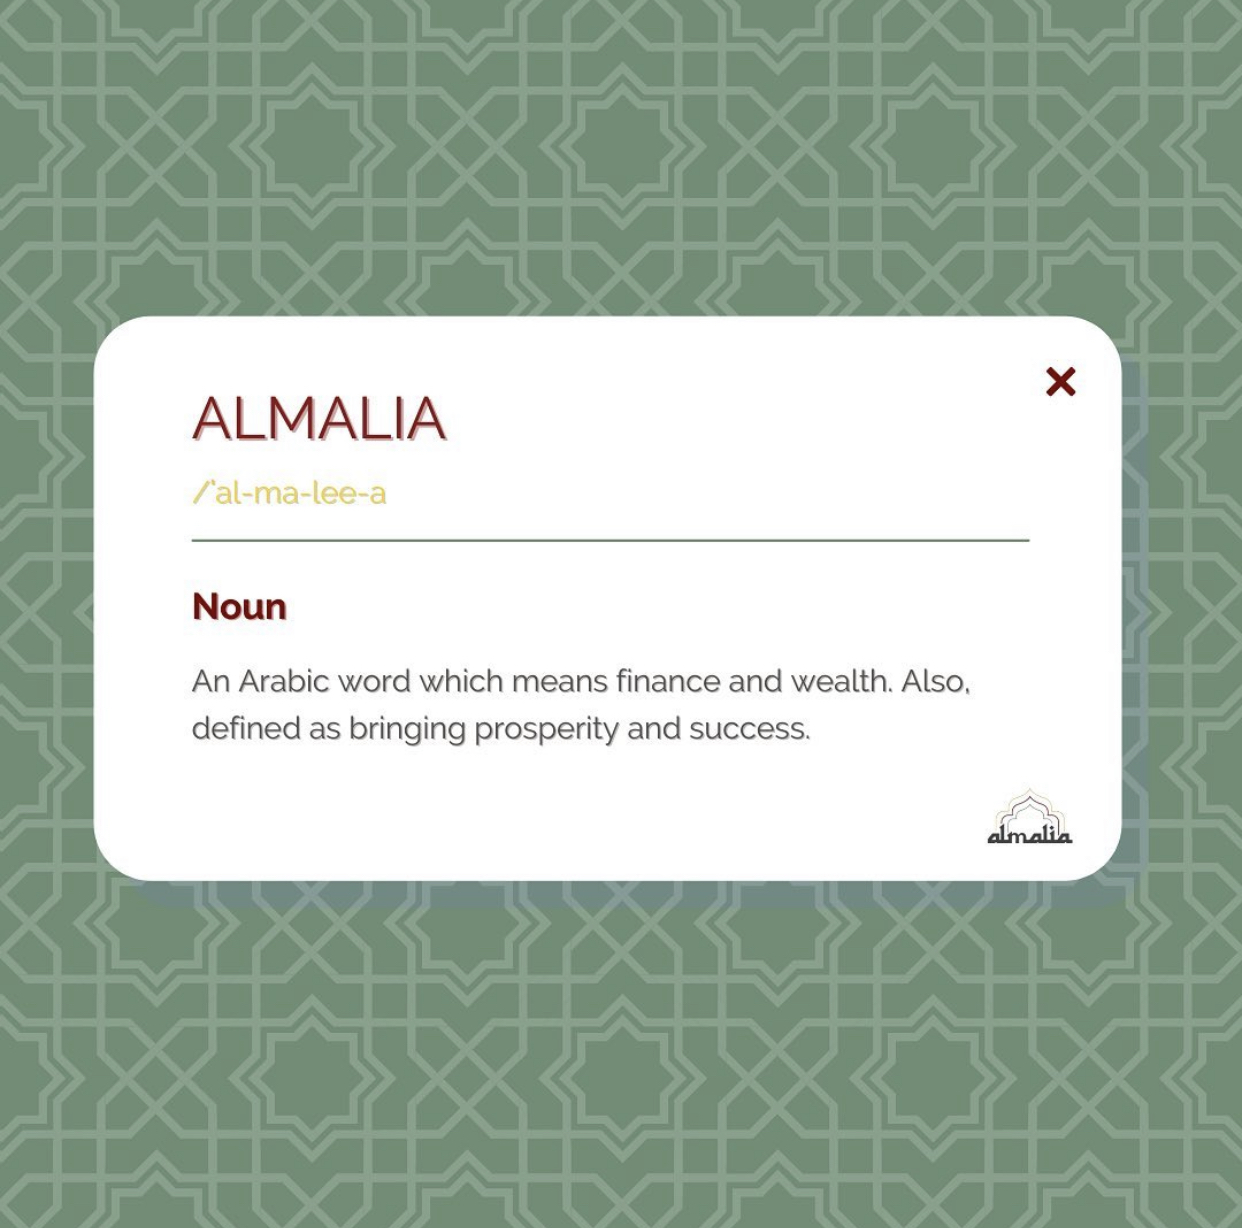 ALMALIA
/'al-ma-lee-a
Noun
An Arabic word which means finance and wealth. Also,
defined as bringing prosperity and success.
almalia